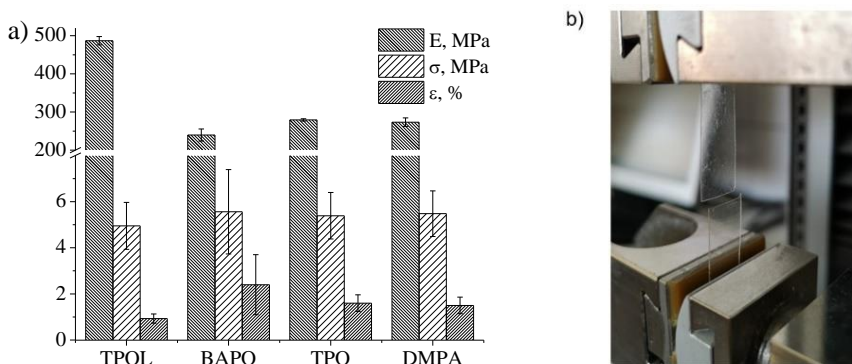 a)
500
400
300
200
6
4
2
0
E, MPa
σ, MPa
ε, %
TPOL BAPO TPO DMPA
b)